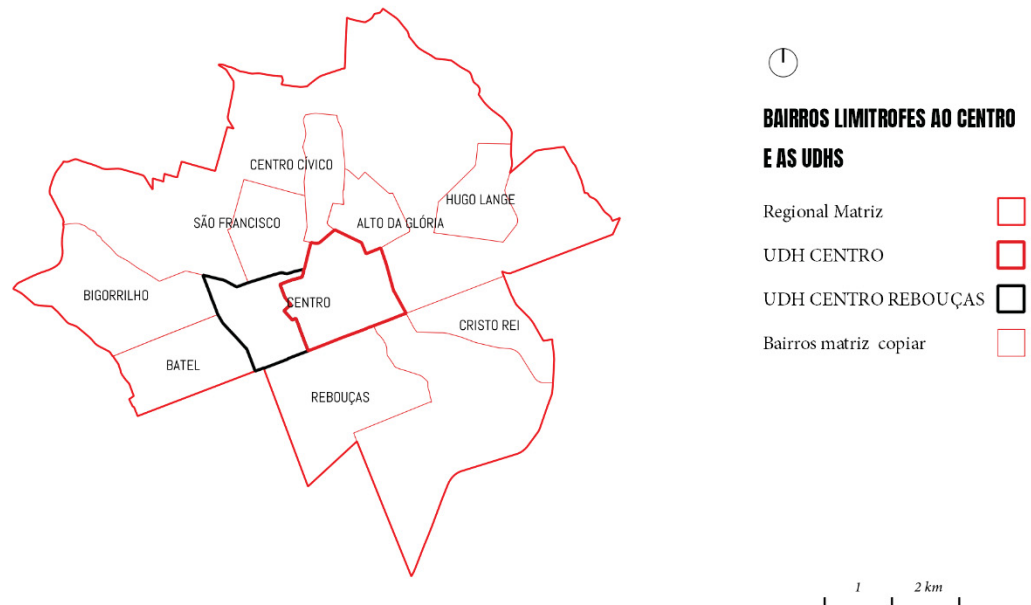 CENTRO CÍVICO
HUGO LANGE
SÃO FRANCISCO
ALTO DA GLÓRIA
BIGORRILHO
CENTRO
CRISTO REI
BATEL
REBOUÇAS
BAIRROS LIMITROFES AO CENTRO
E AS UDHS
Regional Matriz
UDH CENTRO
UDH CENTRO REBOUÇAS
Bairros matriz copiar
1 2 km